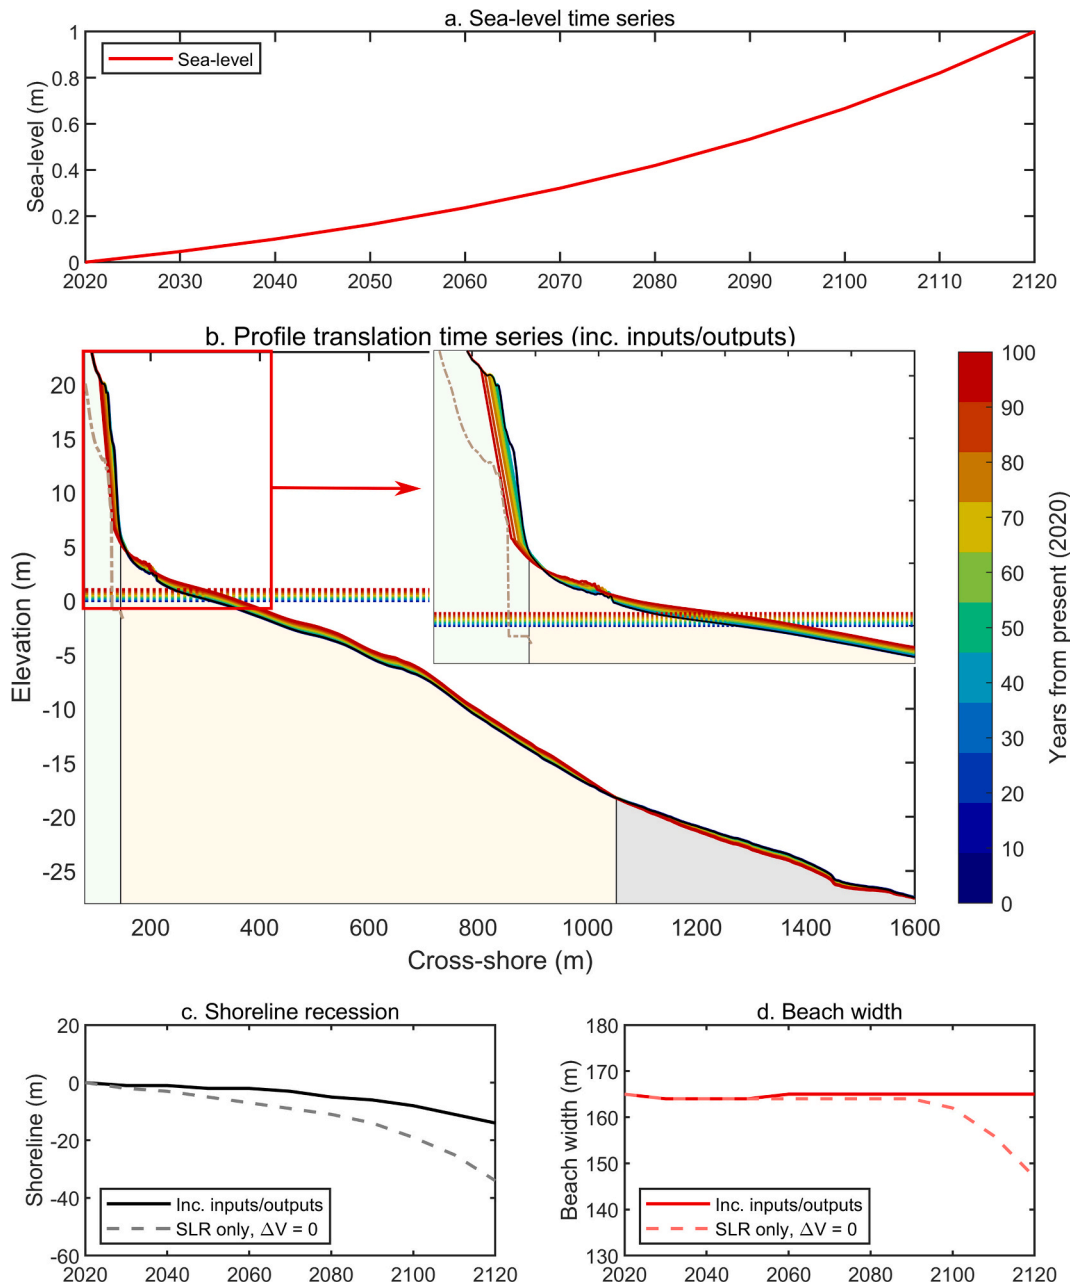 a. Sea-level time series
Sea-level (m)
1
0.8
0.6
0.4
0.2
0
Sea-level
2020 2030 2040 2050 2060 2070 2080 2090 2100 2110 2120
b. Profile translation time series (inc. inputs/outputs)
Elevation (m)
20
15
10
5
0
-5
-10
-15
-20
-25
200 400 600 800 1000 1200 1400 1600
Cross-shore (m)
100
90
80
70
60
50
40
30
20
10
0
Years from present (2020)
c. Shoreline recession
Shoreline (m)
20
0
-20
-40
-60
Inc. inputs/outputs
SLR only, ΔV = 0
2020 2040 2060 2080 2100 2120
d. Beach width
Beach width (m)
180
170
160
150
140
130
Inc. inputs/outputs
SLR only, ΔV = 0
2020 2040 2060 2080 2100 2120